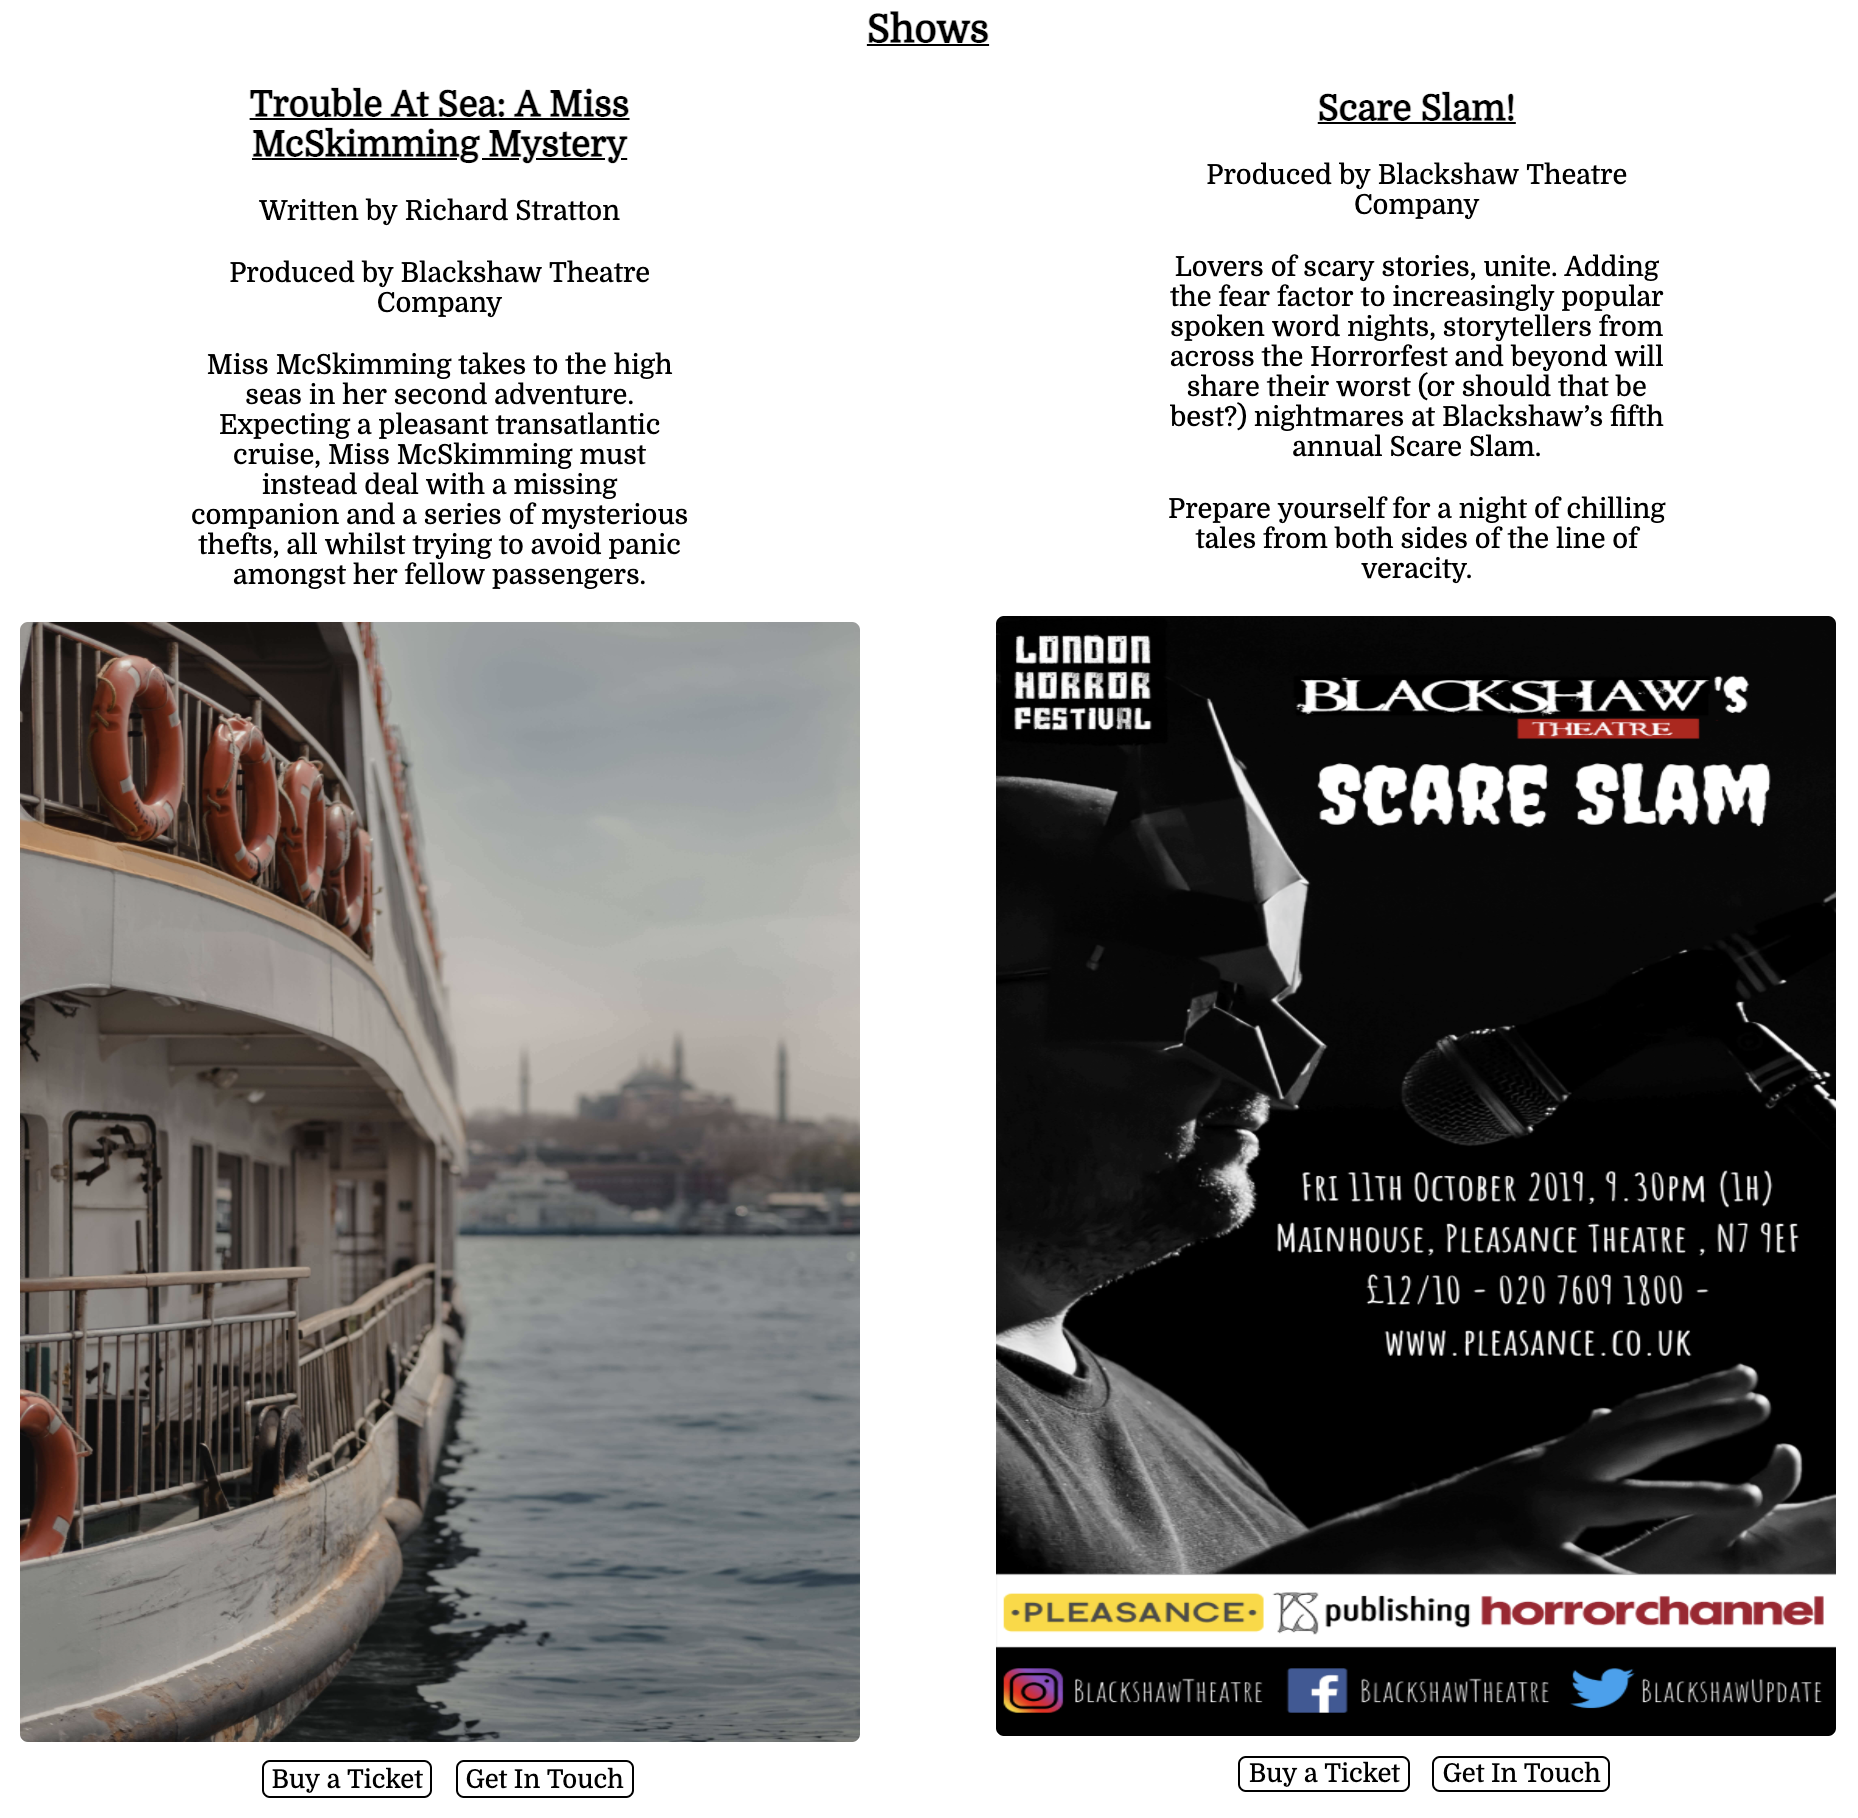 Shows
Trouble At Sea: A Miss
McSkimming Mystery
Written by Richard Stratton
Produced by Blackshaw Theatre
Company
Miss McSkimming takes to the high
seas in her second adventure.
Expecting a pleasant transatlantic
cruise, Miss McSkimming must
instead deal with a missing
companion and a series of mysterious
thefts, all whilst trying to avoid panic
amongst her fellow passengers.
Buy a Ticket
Get In Touch
Scare Slam!
Produced by Blackshaw Theatre
Company
Lovers of scary stories, unite. Adding
the fear factor to increasingly popular
spoken word nights, storytellers from
across the Horrorfest and beyond will
share their worst (or should that be
best?) nightmares at Blackshaw’s fifth
annual Scare Slam.
Prepare yourself for a night of chilling
tales from both sides of the line of
veracity.
LONDON
HORROR
FESTIVAL
BLACKSHAW'S
THEATRE
SCARE SLAM
FRI 11TH OCTOBER 2019, 9.30PM (1H)
MAINHOUSE, PLEASANCE THEATRE , N7 9EF
£12/10 - 020 7609 1800 -
WWW.PLEASANCE.CO.UK
·PLEASANCE·
PS publishing
horrorchannel
BLACKSHAWTHEATRE
BLACKSHAWTHEATRE
BLACKSHAWUPDATE
Buy a Ticket
Get In Touch